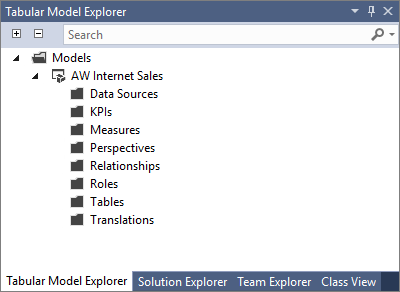 Tabular Model Explorer
Search
Models
AW Internet Sales
Data Sources
KPIs
Measures
Perspectives
Relationships
Roles
Tables
Translations
Tabular Model Explorer Solution Explorer Team Explorer Class View